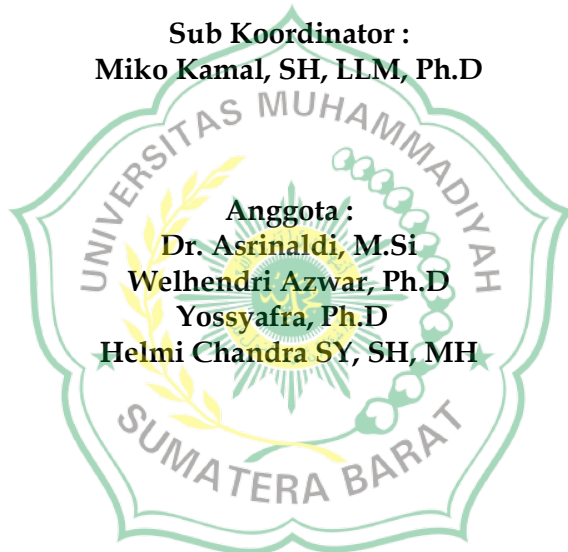 Sub Koordinator :
Miko Kamal, SH, LLM, Ph.D
UNIVERSITAS MUHAMMADIYAH
Anggota :
Dr. Asrinaldi, M.Si
Welhendri Azwar, Ph.D
Yossyafra, Ph.D
Helmi Chandra SY, SH, MH
SUMATERA BARAT